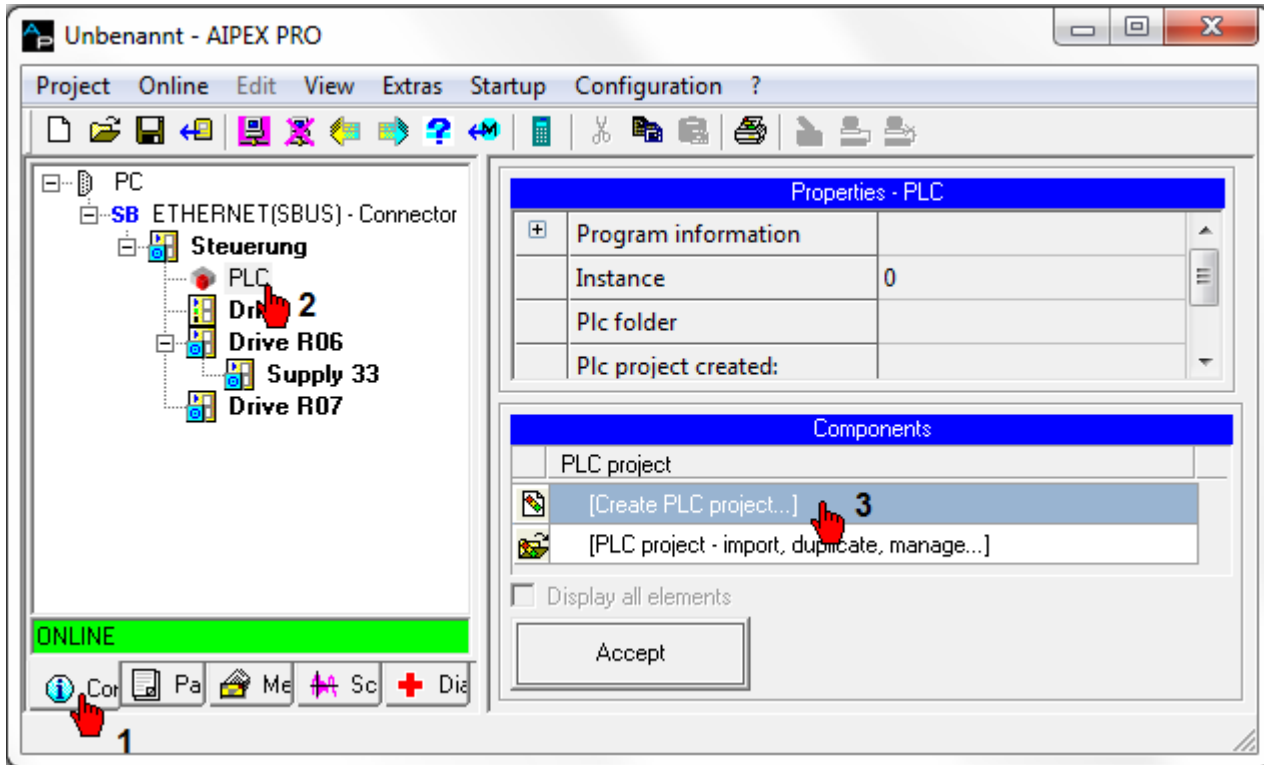 Unbenannt - AIPEX PRO
Project Online Edit View Extras Startup Configuration ?
PC
SB ETHERNET(SBUS) - Connector
Steuerung
PLC
2
Drive R06
Supply 33
Drive R07
ONLINE
Co Pa Me Sc Dia
1
Properties - PLC
Program information
Instance 0
Plc folder
Plc project created:
Components
PLC project
[Create PLC project...] 3
[PLC project - import, duplicate, manage...]
Display all elements
Accept